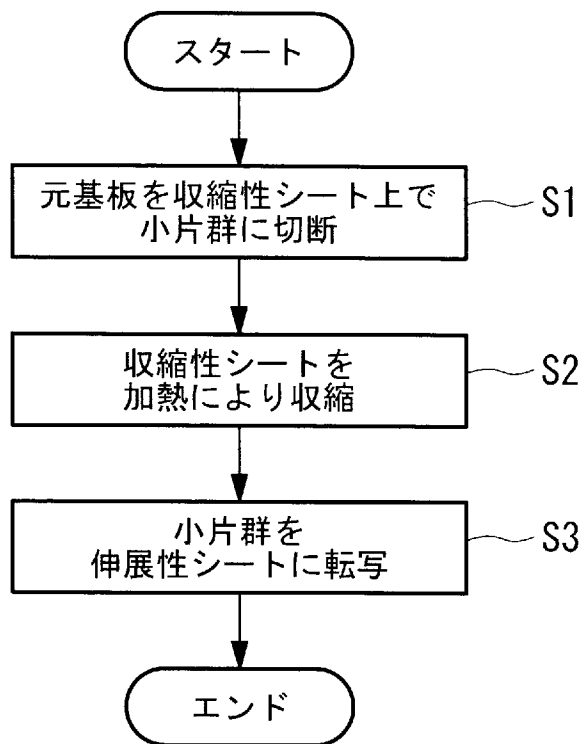 スタート
元基板を収縮性シート上で
小片群に切断
S1
収縮性シートを
加熱により収縮
S2
小片群を
伸展性シートに転写
S3
エンド